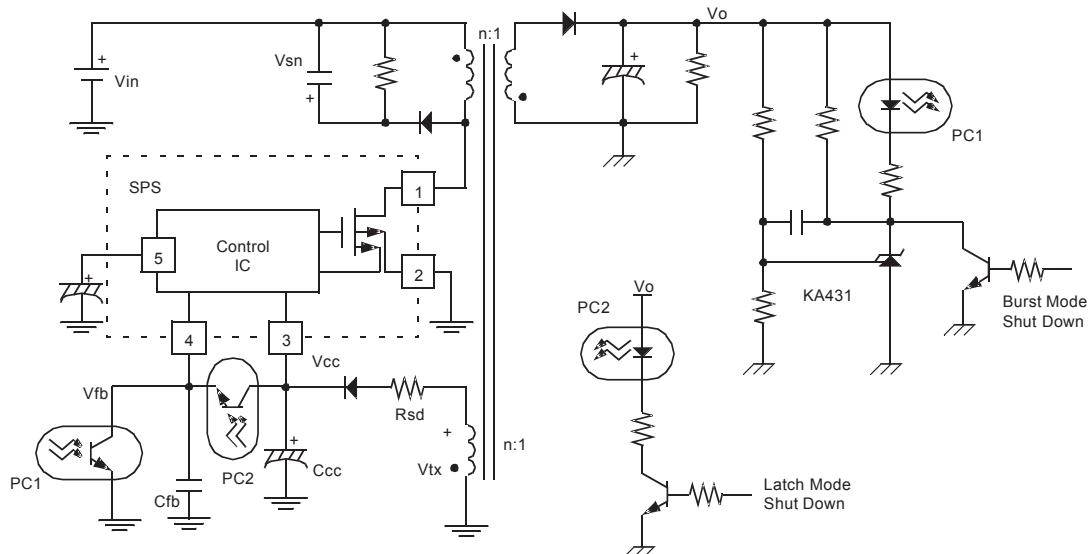 Vo
n:1
+
Vsn
+
+
Vin
+
PC1
SPS
1
Control
IC
5
2
+
KA431
Burst Mode
Shut Down
Vo
PC2
4
3
Vcc
Vfb
Rsd
+
+
n:1
PC1
PC2
Ccc
Vtx
Cfb
Latch Mode
Shut Down